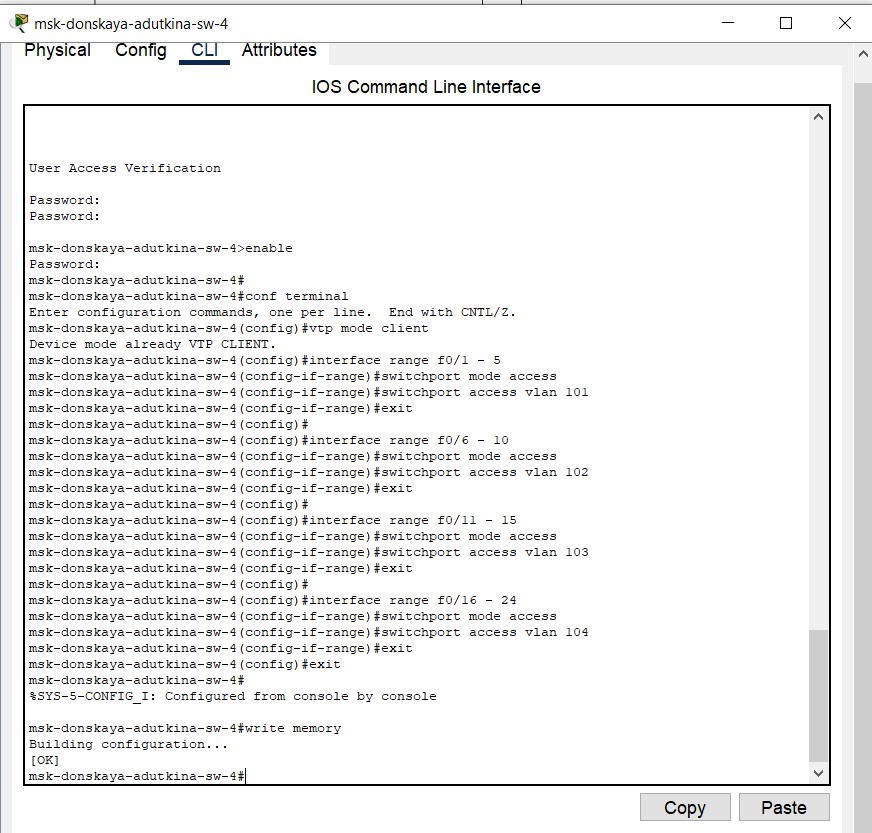 msk-donskaya-adutkina-sw-4
Physical Config CLI Attributes
IOS Command Line Interface
User Access Verification
Password:
Password:
msk-donskaya-adutkina-sw-4>enable
Password:
msk-donskaya-adutkina-sw-4#
msk-donskaya-adutkina-sw-4#conf terminal
Enter configuration commands, one per line.  End with CNTL/Z.
msk-donskaya-adutkina-sw-4(config)#vtp mode client
Device mode already VTP CLIENT.
msk-donskaya-adutkina-sw-4(config)#interface range f0/1 - 5
msk-donskaya-adutkina-sw-4(config-if-range)#switchport mode access
msk-donskaya-adutkina-sw-4(config-if-range)#switchport access vlan 101
msk-donskaya-adutkina-sw-4(config-if-range)#exit
msk-donskaya-adutkina-sw-4(config)#
msk-donskaya-adutkina-sw-4(config)#interface range f0/6 - 10
msk-donskaya-adutkina-sw-4(config-if-range)#switchport mode access
msk-donskaya-adutkina-sw-4(config-if-range)#switchport access vlan 102
msk-donskaya-adutkina-sw-4(config-if-range)#exit
msk-donskaya-adutkina-sw-4(config)#
msk-donskaya-adutkina-sw-4(config)#interface range f0/11 - 15
msk-donskaya-adutkina-sw-4(config-if-range)#switchport mode access
msk-donskaya-adutkina-sw-4(config-if-range)#switchport access vlan 103
msk-donskaya-adutkina-sw-4(config-if-range)#exit
msk-donskaya-adutkina-sw-4(config)#
msk-donskaya-adutkina-sw-4(config)#interface range f0/16 - 24
msk-donskaya-adutkina-sw-4(config-if-range)#switchport mode access
msk-donskaya-adutkina-sw-4(config-if-range)#switchport access vlan 104
msk-donskaya-adutkina-sw-4(config-if-range)#exit
msk-donskaya-adutkina-sw-4(config)#exit
msk-donskaya-adutkina-sw-4#
%SYS-5-CONFIG_I: Configured from console by console
msk-donskaya-adutkina-sw-4#write memory
Building configuration...
[OK]
msk-donskaya-adutkina-sw-4#
Copy Paste